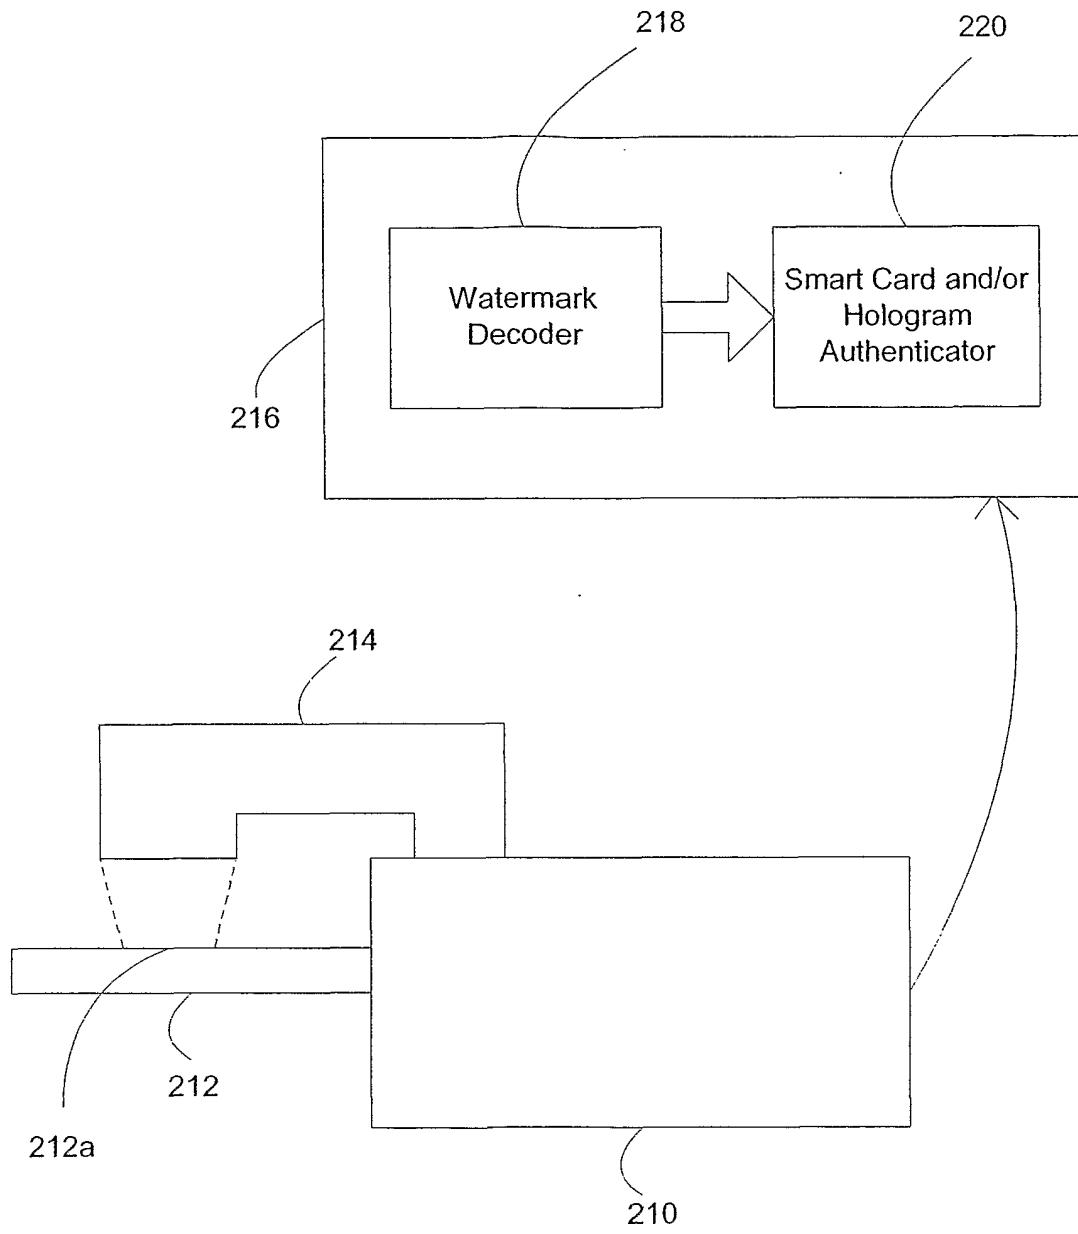 218
220
Watermark
Decoder
Smart Card and/or
Hologram
Authenticator
216
214
212
212a
210